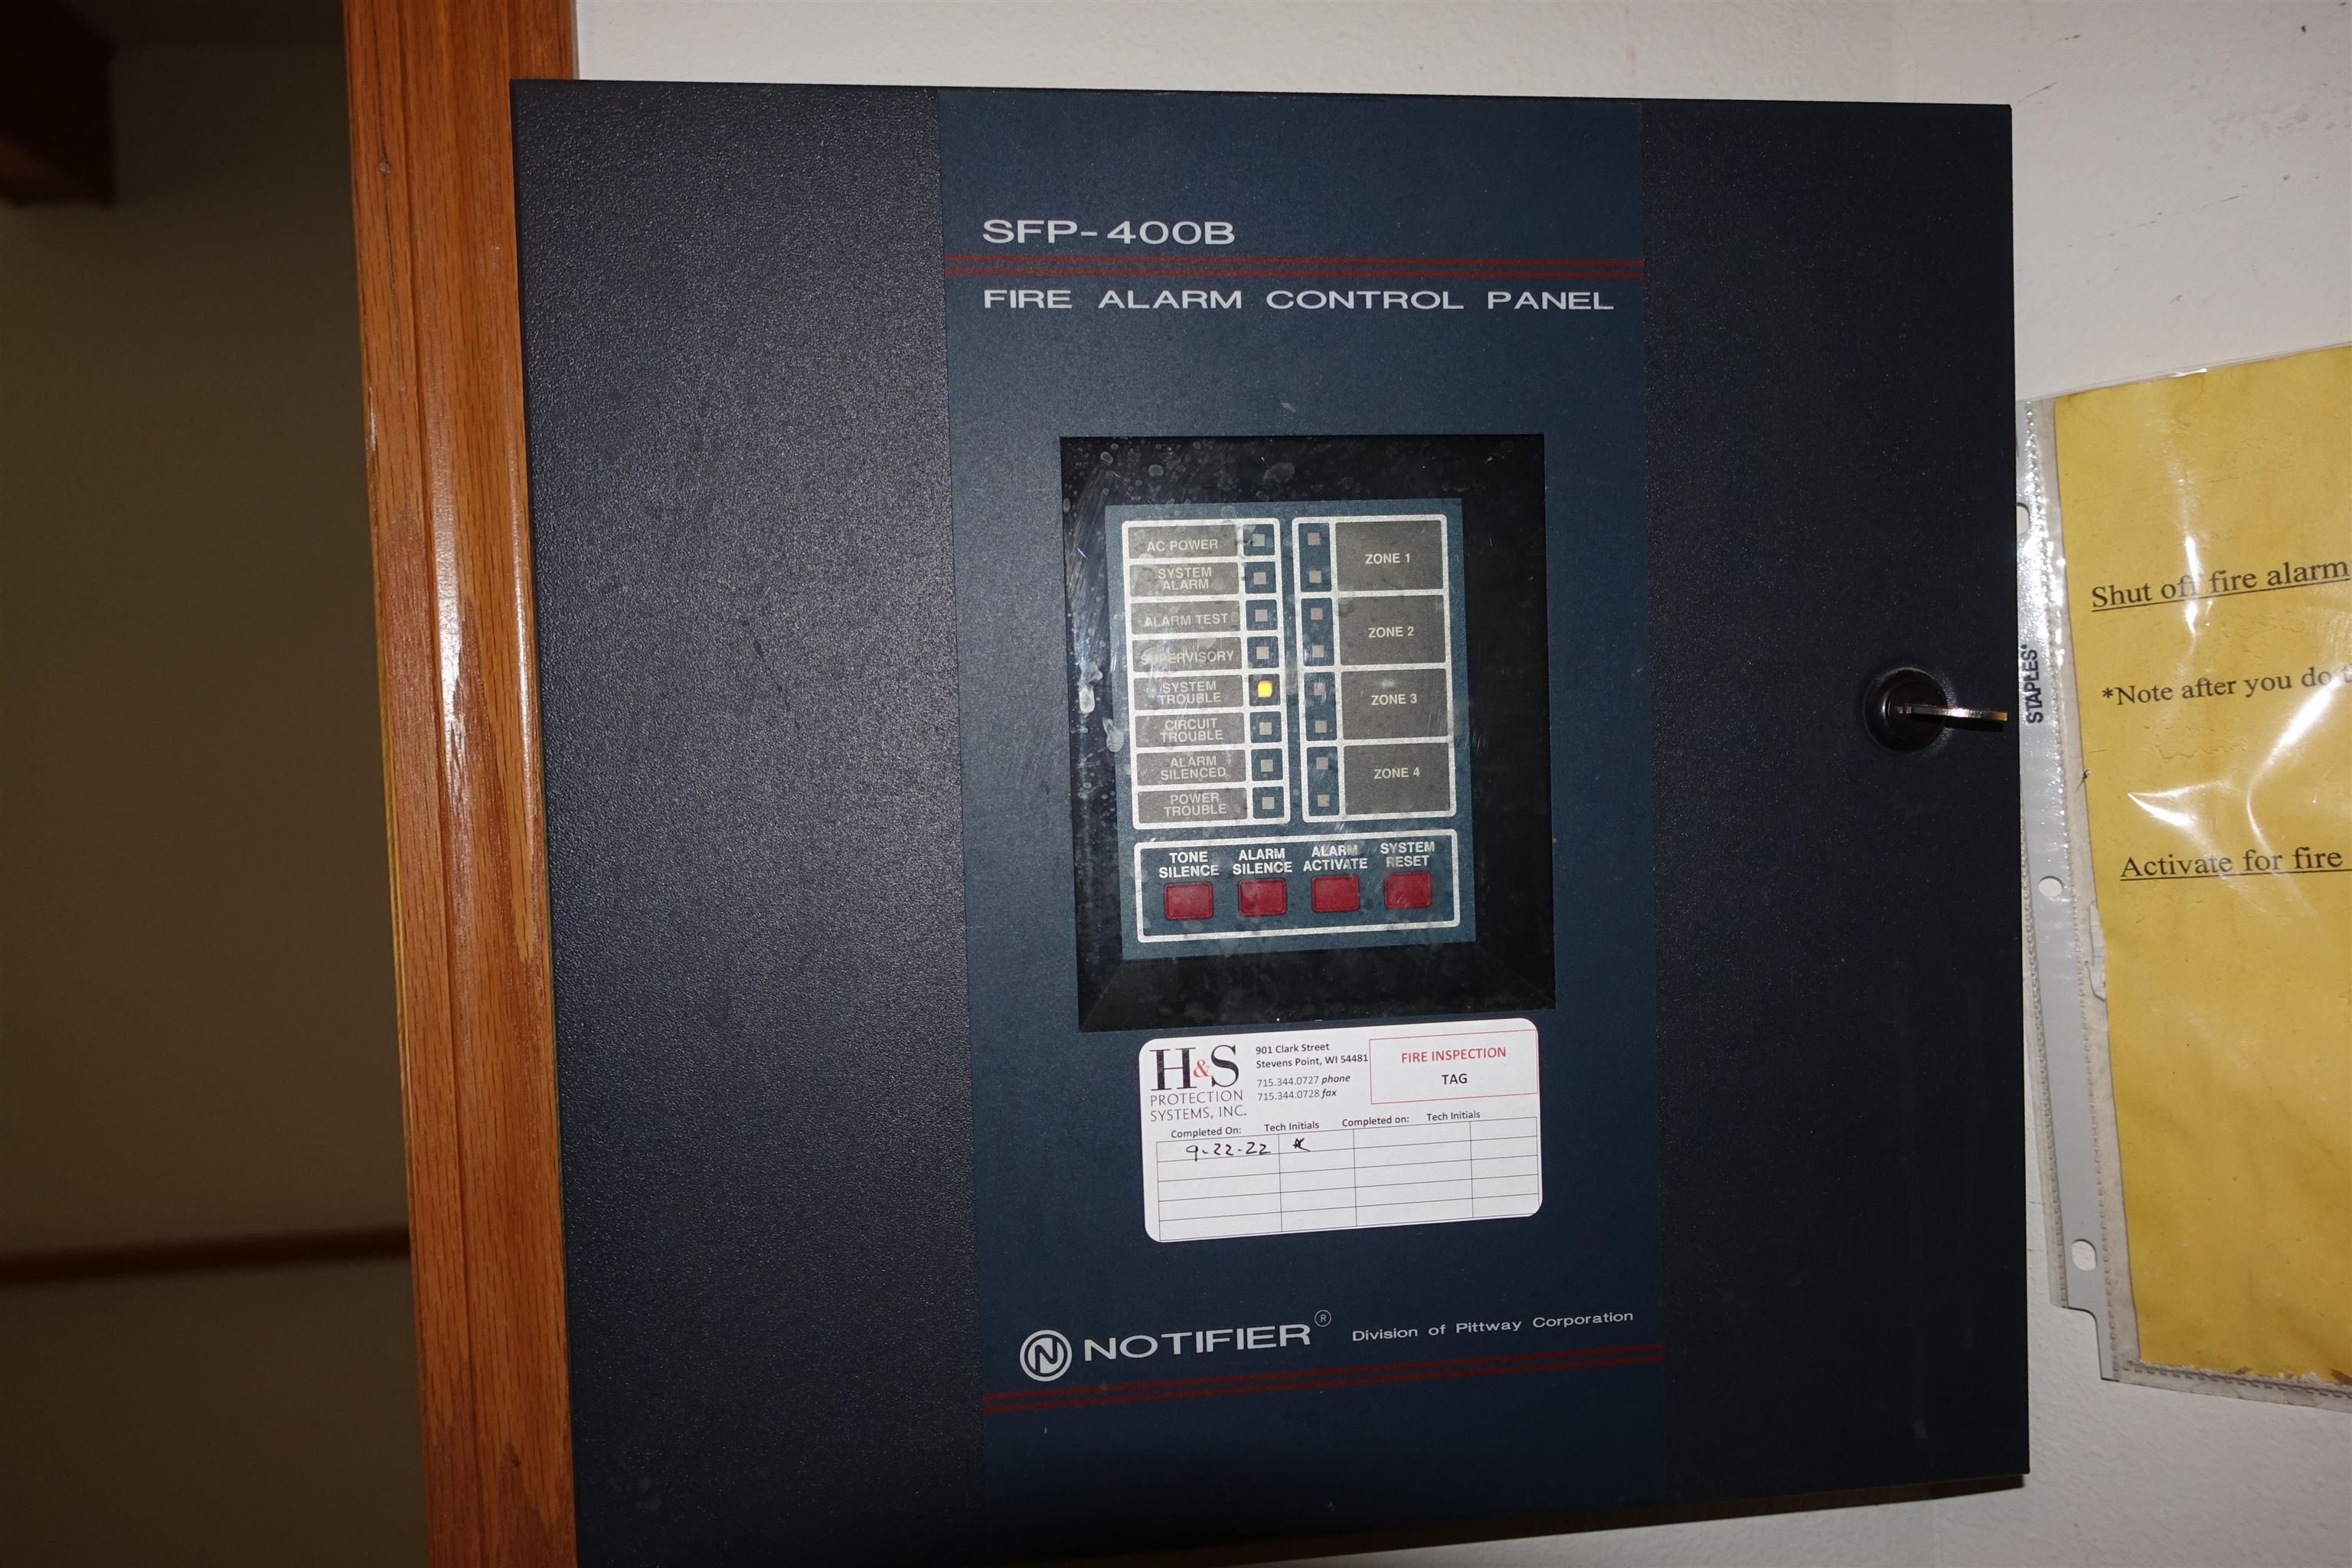 SFP-400B
FIRE ALARM CONTROL PANEL
AC POWER
SYSTEM
ALARM
ALARM TEST
SUPERVISORY
SYSTEM
TROUBLE
CIRCUIT
TROUBLE
ALARM
SILENCED
POWER
TROUBLE
ZONE 1
ZONE 2
ZONE 3
ZONE 4
TONE
SILENCE
ALARM
SILENCE
ALARM
ACTIVATE
SYSTEM
RESET
H&S
PROTECTION
SYSTEMS, INC.
901 Clark Street
Stevens Point, WI 54481
715.344.0727 phone
715.344.0728 fax
FIRE INSPECTION
TAG
Completed On: Tech Initials Completed on: Tech Initials
9-22-22
N NOTIFIER® Division of Pittway Corporation
STAPLES®
Shut off fire alarm
*Note after you do
Activate for fire